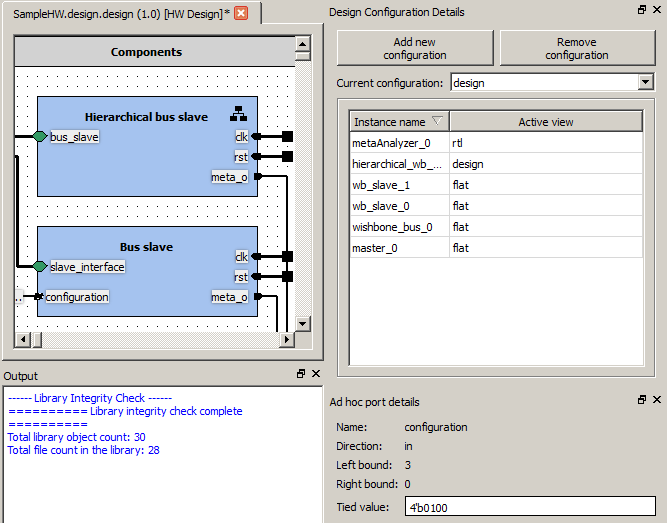 SampleHW.design.design (1.0) [HW Design]*
Components
Hierarchical bus slave
bus_slave
clk
rst
meta_o
Bus slave
slave_interface
configuration
clk
rst
meta_o
Output
------ Library Integrity Check ------
========== Library integrity check complete
==========
Total library object count: 30
Total file count in the library: 28
Design Configuration Details
Add new
configuration
Remove
configuration
Current configuration: design
Instance name Active view
metaAnalyzer_0 rtl
hierarchical_wb_... design
wb_slave_1 flat
wb_slave_0 flat
wishbone_bus_0 flat
master_0 flat
Ad hoc port details
Name: configuration
Direction: in
Left bound: 3
Right bound: 0
Tied value: 4'b0100